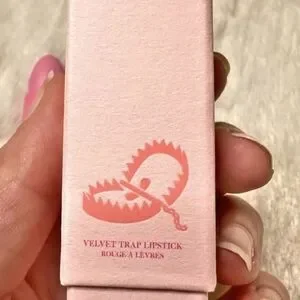 VELVET TRAP LIPSTICK
ROUGE À LÈVRES